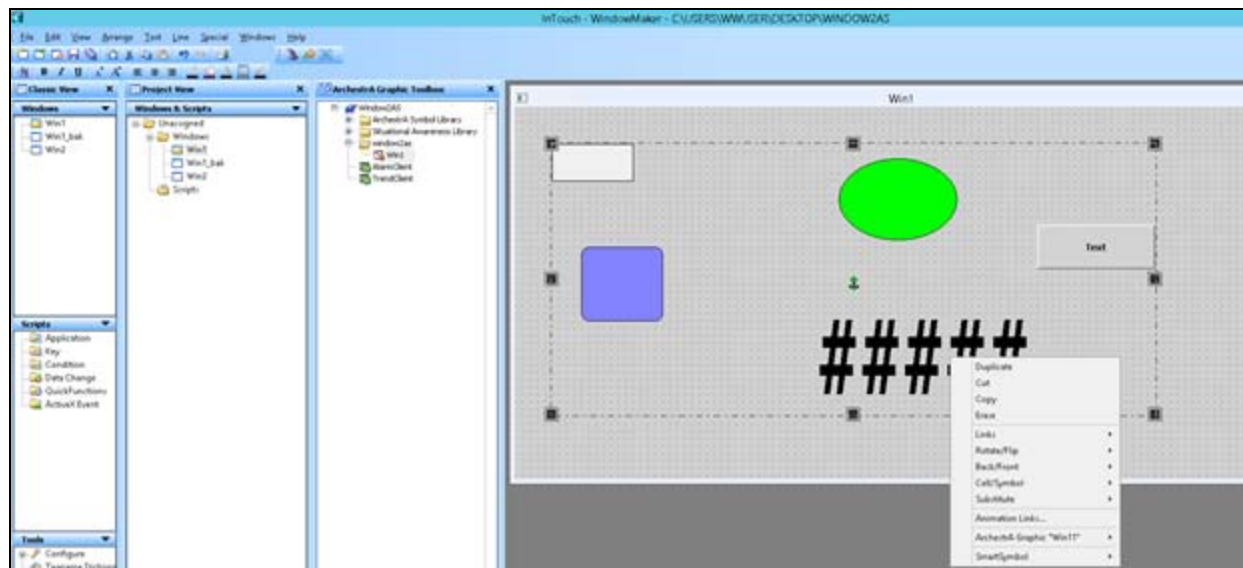 InTouch - WindowMaker - C:\USERS\WWUSER\DESKTOP\WINDOW2AS
File Edit View Arrange Text Line Special Windows Help
Classic View
Windows
Win1
Win1_bak
Win2
Scripts
Application
Key
Condition
Data Change
QuickFunctions
ActiveX Event
Tools
Configure
Tagname Dictiona
Project View
Windows & Scripts
Unassigned
Windows
Win1
Win1_bak
Win2
Scripts
ArchestrA Graphic Toolbox
Window2AS
ArchestrA Symbol Library
Situational Awareness Library
window2as
Win1
AlarmClient
TrendClient
Win1
Text
#####
Duplicate
Cut
Copy
Erase
Links
Rotate/Flip
Back/Front
Cell/Symbol
Substitute
Animation Links...
ArchestrA Graphic "Win11"
SmartSymbol